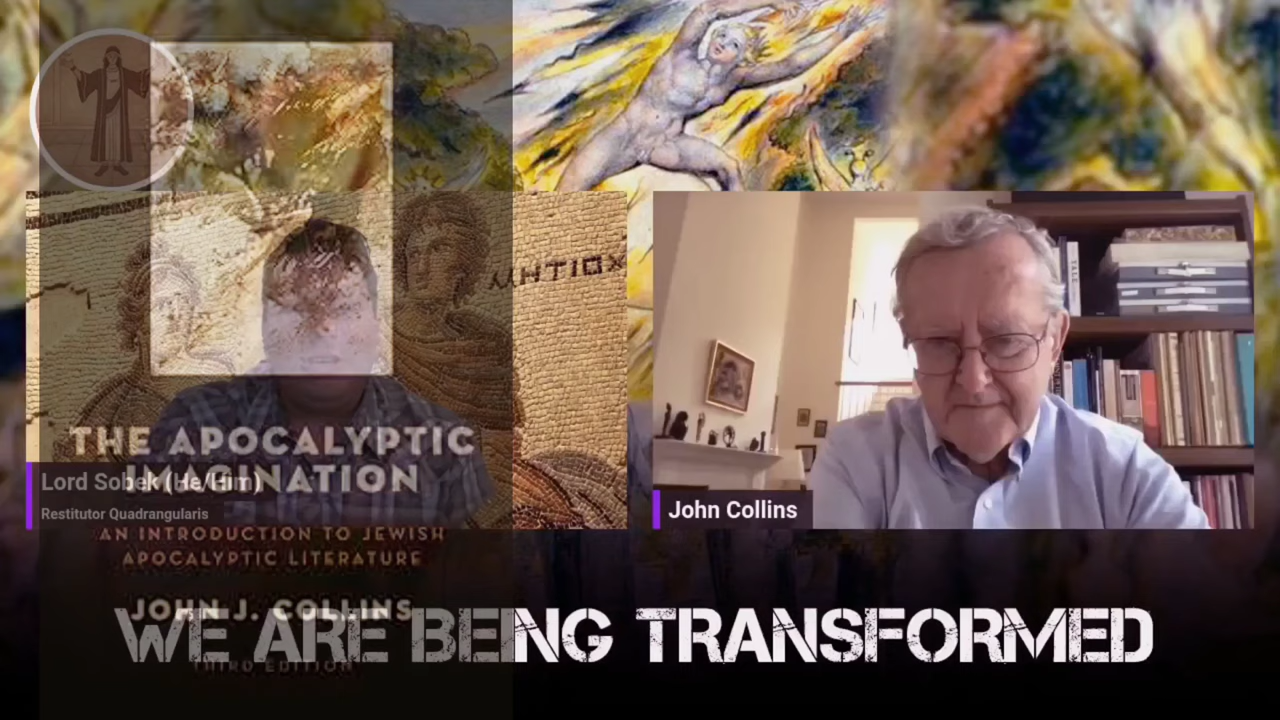 ΜΗΤΙΟΧ
THE APOCALYPTIC
IMAGINATION
Lord Sobek (He/Him)
Restitutor Quadrangularis
John Collins
AN INTRODUCTION TO JEWISH
APOCALYPTIC LITERATURE
JOHN J. COLLINS
WE ARE BEING TRANSFORMED
THIRD EDITION